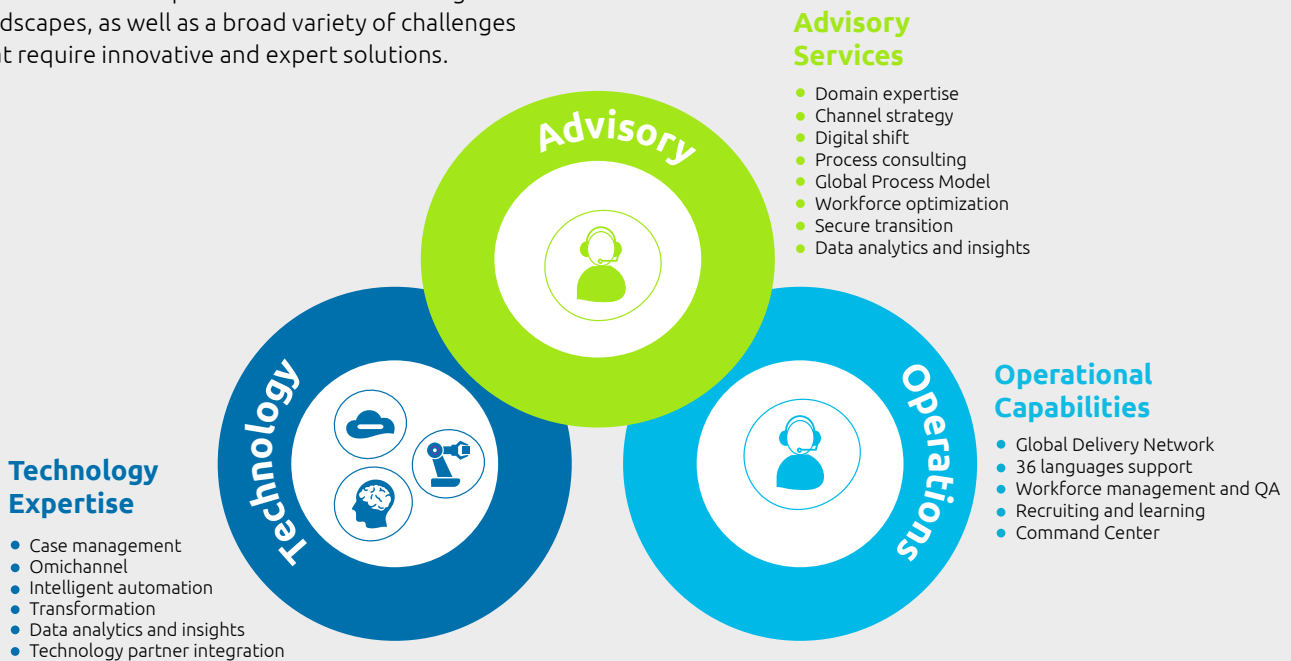 dscapes, as well as a broad variety of challenges
t require innovative and expert solutions.
Advisory
Services
Domain expertise
Channel strategy
Digital shift
Process consulting
Global Process Model
Workforce optimization
Secure transition
Data analytics and insights
Advisory
Technology
Operations
Operational
Capabilities
Global Delivery Network
36 languages support
Workforce management and QA
Recruiting and learning
Command Center
Technology
Expertise
Case management
Omichannel
Intelligent automation
Transformation
Data analytics and insights
Technology partner integration